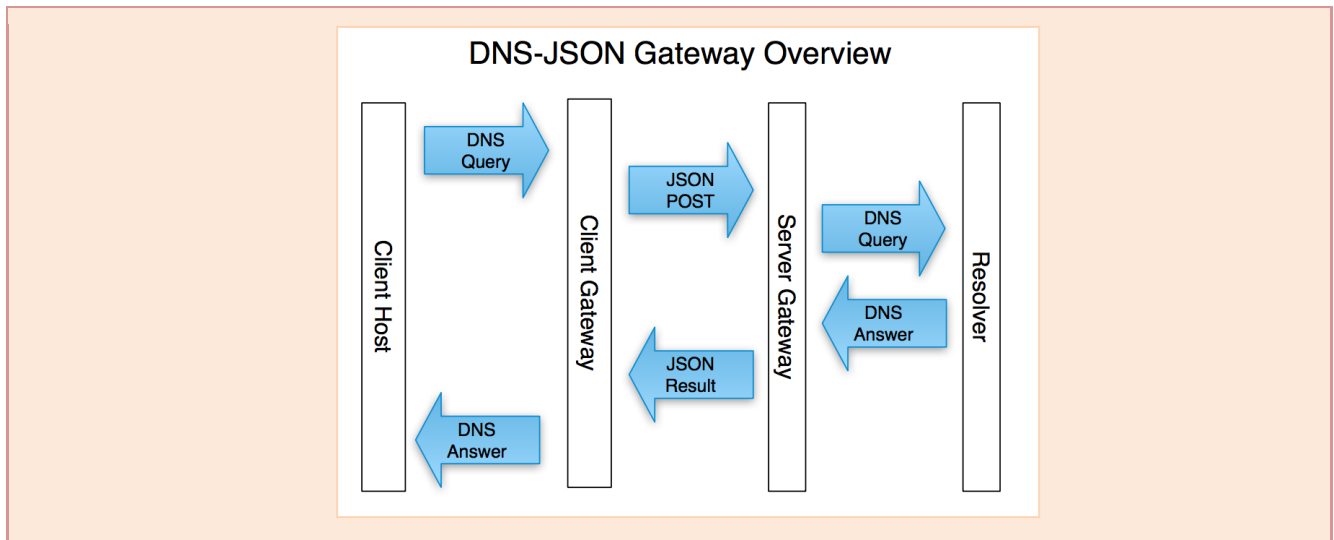 DNS-JSON Gateway Overview
DNS
Query
JSON
POST
DNS
Query
DNS
Answer
JSON
Result
DNS
Answer
Client Host
Client Gateway
Server Gateway
Resolver